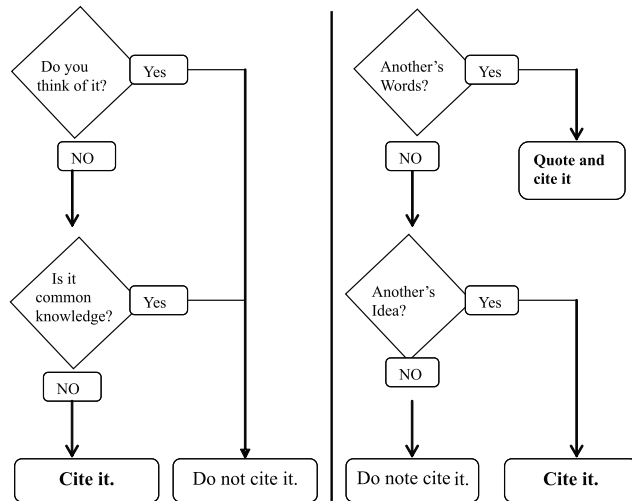 Do you
think of it?
Yes
NO
Is it
common
knowledge?
Yes
NO
Cite it.
Do not cite it.
Another's
Words?
Yes
Quote and
cite it
NO
Another's
Idea?
Yes
NO
Do note cite it.
Cite it.